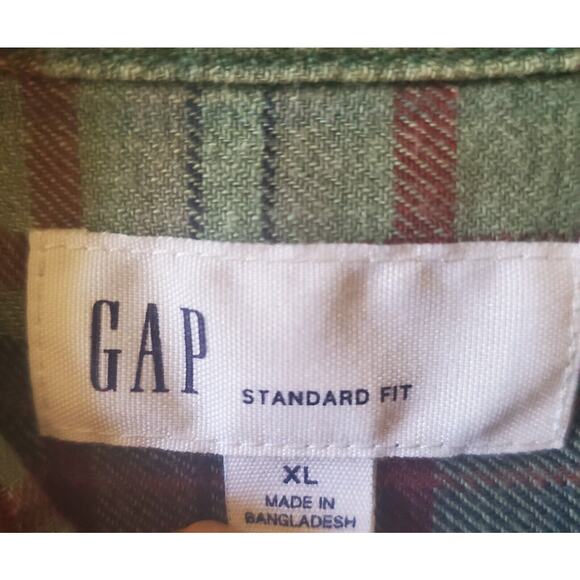 GAP
STANDARD FIT
XL
MADE IN
BANGLADESH